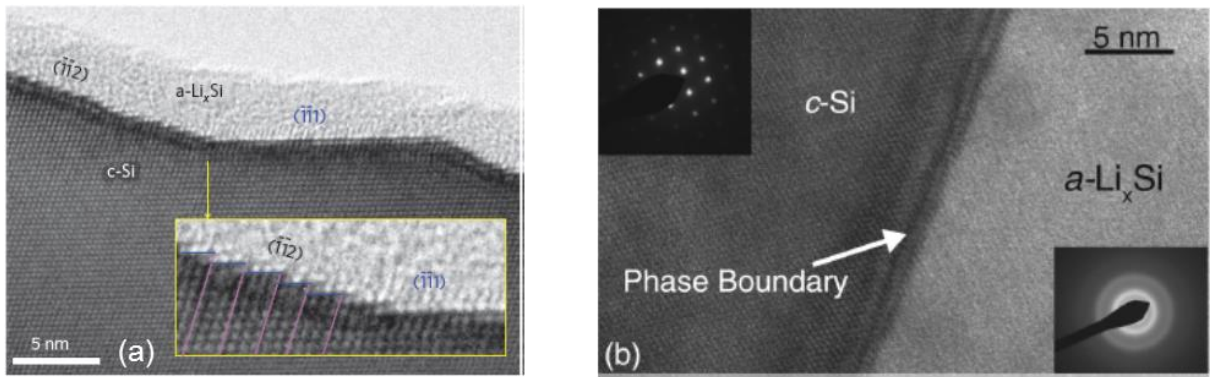 (1̄1̄2)
a-LiₓSi
(1̄1̄1)
c-Si
(1̄1̄2)
(1̄1̄1)
5 nm
(a)
5 nm
c-Si
a-LiₓSi
Phase Boundary
(b)